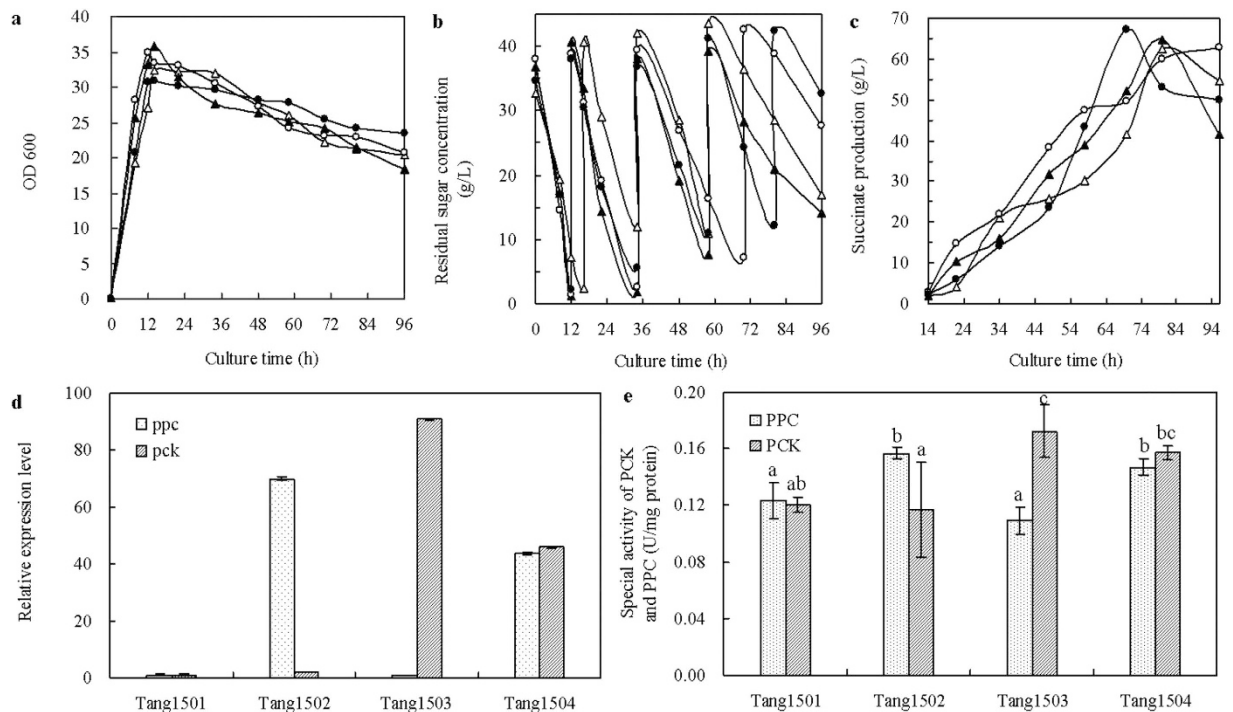 a
40
35
30
25
20
15
10
5
0
OD 600
0 12 24 36 48 60 72 84 96
Culture time (h)
b
40
30
20
10
0
Residual sugar concentration
(g/L)
0 12 24 36 48 60 72 84 96
Culture time (h)
c
70
60
50
40
30
20
10
0
Succinate production (g/L)
14 24 34 44 54 64 74 84 94
Culture time (h)
d
100
80
60
40
20
0
Relative expression level
ppc
pck
Tang1501 Tang1502 Tang1503 Tang1504
e
0.20
0.16
0.12
0.08
0.04
0.00
Special activity of PCK
and PPC (U/mg protein)
PPC
PCK
a ab b a a c b bc
Tang1501 Tang1502 Tang1503 Tang1504